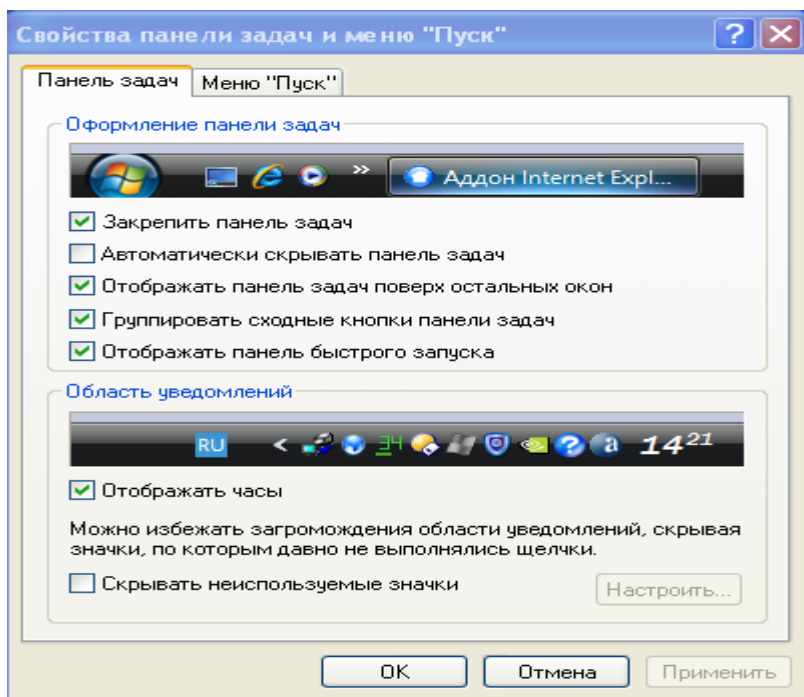 Свойства панели задач и меню "Пуск"
Панель задач Меню "Пуск"
Оформление панели задач
Аддон Internet Expl...
Закрепить панель задач
Автоматически скрывать панель задач
Отображать панель задач поверх остальных окон
Группировать сходные кнопки панели задач
Отображать панель быстрого запуска
Область уведомлений
RU 34 a 14 21
Отображать часы
Можно избежать загромождения области уведомлений, скрывая
значки, по которым давно не выполнялись щелчки.
Скрывать неиспользуемые значки Настроить...
OK Отмена Применить